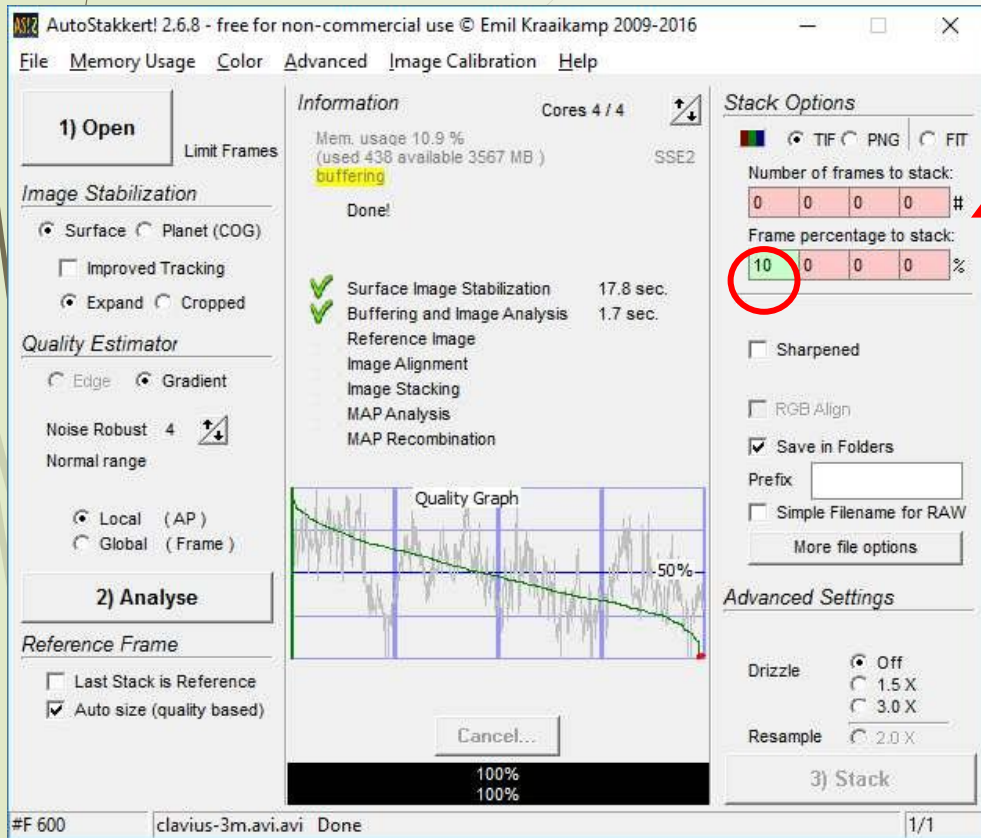 AutoStakkert! 2.6.8 - free for non-commercial use © Emil Kraaikamp 2009-2016
File Memory Usage Color Advanced Image Calibration Help
1) Open
Limit Frames
Image Stabilization
Surface Planet (COG)
Improved Tracking
Expand Cropped
Quality Estimator
Edge Gradient
Noise Robust 4
Normal range
Local (AP)
Global (Frame)
2) Analyse
Reference Frame
Last Stack is Reference
Auto size (quality based)
Information Cores 4 / 4
Mem. usage 10.9 %
(used 438 available 3567 MB ) SSE2
buffering
Done!
Surface Image Stabilization 17.8 sec.
Buffering and Image Analysis 1.7 sec.
Reference Image
Image Alignment
Image Stacking
MAP Analysis
MAP Recombination
Quality Graph
50%
Cancel...
100%
100%
Stack Options
TIF PNG FIT
Number of frames to stack:
0 0 0 0 #
Frame percentage to stack:
10 0 0 0 %
Sharpened
RGB Align
Save in Folders
Prefix
Simple Filename for RAW
More file options
Advanced Settings
Drizzle Off
1.5 X
3.0 X
Resample 2.0 X
3) Stack
#F 600 clavius-3m.avi.avi Done 1/1